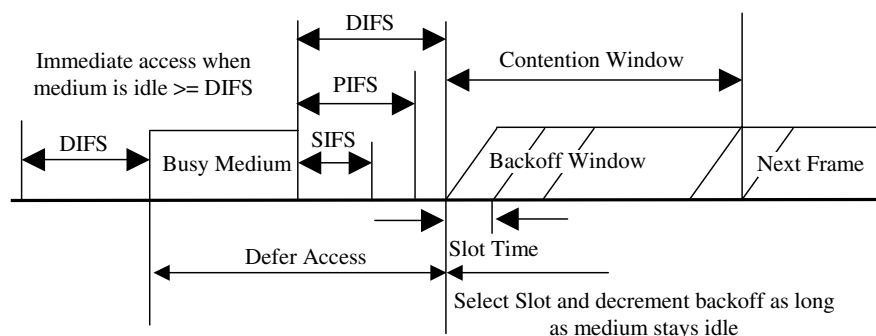 DIFS
Immediate access when
medium is idle >= DIFS
Contention Window
PIFS
DIFS
SIFS
Busy Medium
Backoff Window
Next Frame
Slot Time
Defer Access
Select Slot and decrement backoff as long
as medium stays idle